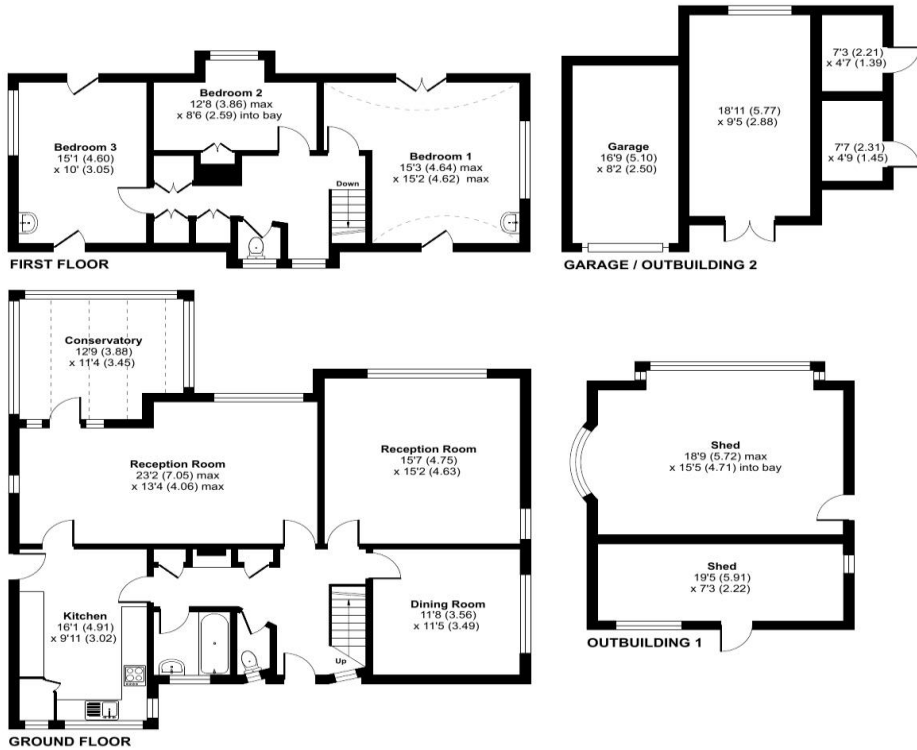 Bedroom 3
15'1 (4.60)
x 10' (3.05)
Bedroom 2
12'8 (3.86) max
x 8'6 (2.59) into bay
Bedroom 1
15'3 (4.64) max
x 15'2 (4.62) max
Down
FIRST FLOOR
Garage
16'9 (5.10)
x 8'2 (2.50)
18'11 (5.77)
x 9'5 (2.88)
7'3 (2.21)
x 4'7 (1.39)
7'7 (2.31)
x 4'9 (1.45)
GARAGE / OUTBUILDING 2
Conservatory
12'9 (3.88)
x 11'4 (3.45)
Reception Room
23'2 (7.05) max
x 13'4 (4.06) max
Reception Room
15'7 (4.75)
x 15'2 (4.63)
Kitchen
16'1 (4.91)
x 9'11 (3.02)
Dining Room
11'8 (3.56)
x 11'5 (3.49)
Up
GROUND FLOOR
Shed
18'9 (5.72) max
x 15'5 (4.71) into bay
Shed
19'5 (5.91)
x 7'3 (2.22)
OUTBUILDING 1